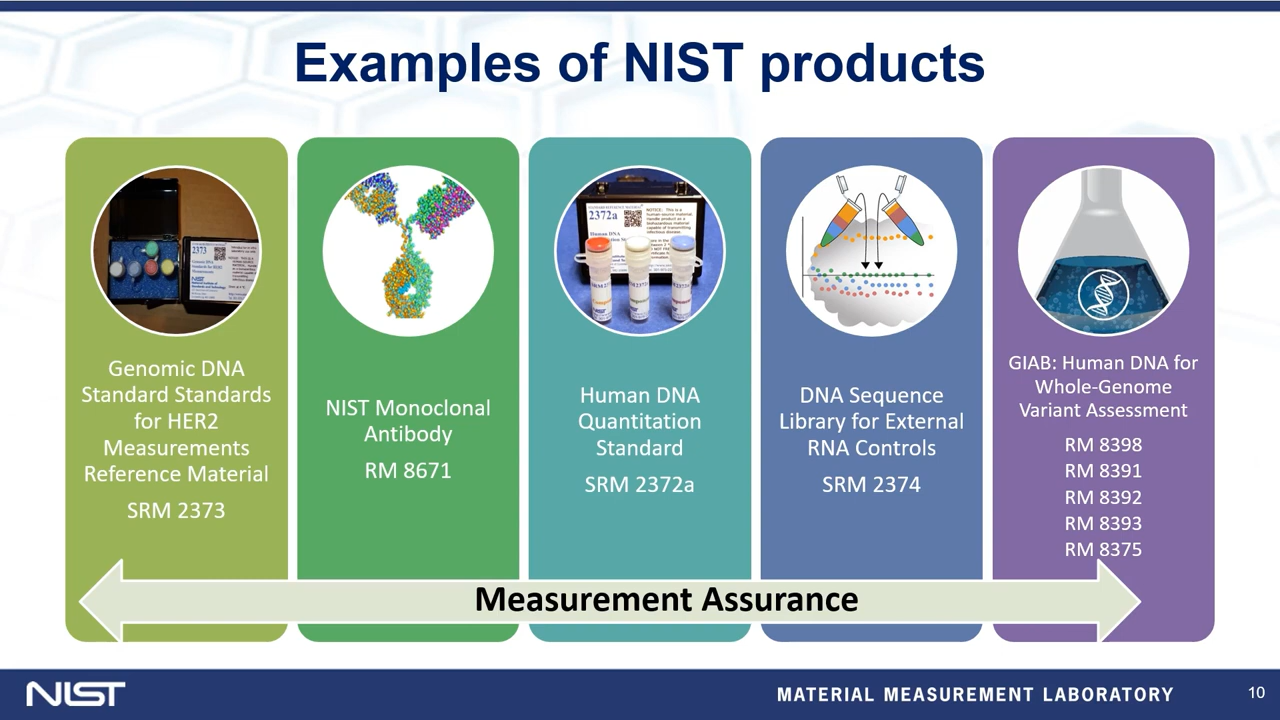 Examples of NIST products
2373
2372a
Genomic DNA
Standard Standards
for HER2
Measurements
Reference Material
SRM 2373
NIST Monoclonal
Antibody
RM 8671
Human DNA
Quantitation
Standard
SRM 2372a
DNA Sequence
Library for External
RNA Controls
SRM 2374
GIAB: Human DNA for
Whole-Genome
Variant Assessment
RM 8398
RM 8391
RM 8392
RM 8393
RM 8375
Measurement Assurance
NIST
MATERIAL MEASUREMENT LABORATORY
10